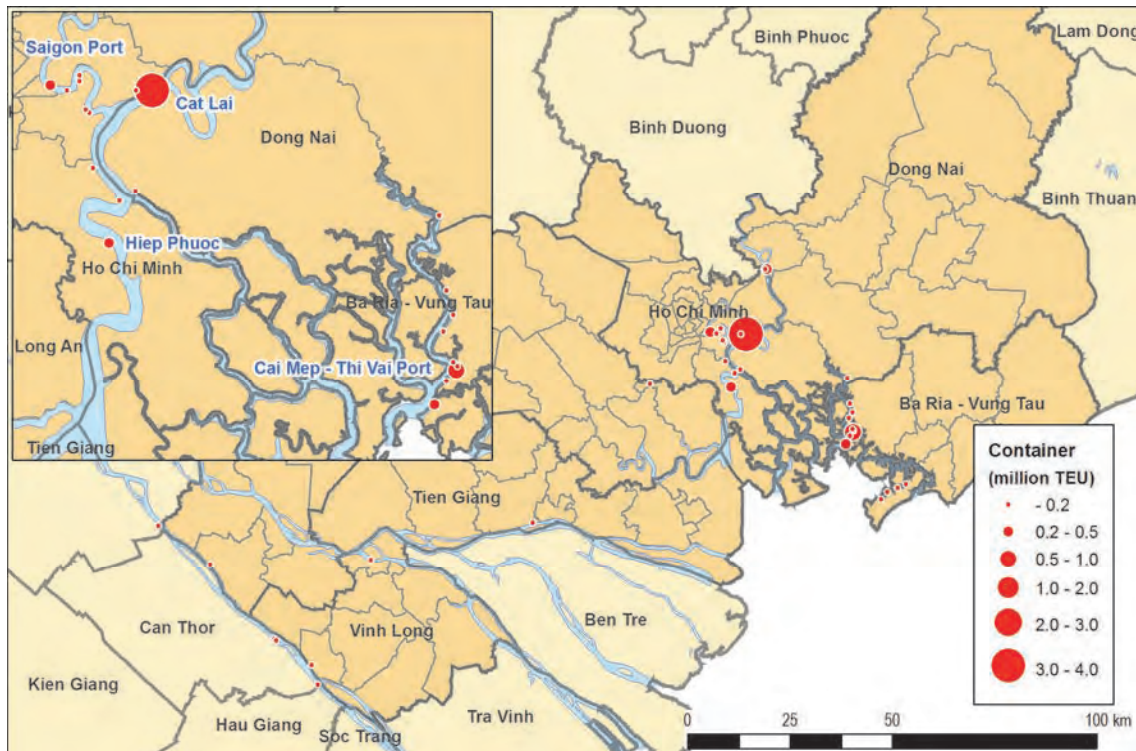 Saigon Port
Cat Lai
Dong Nai
Hiep Phuoc
Ho Chi Minh
Ba Ria - Vung Tau
Long An
Cai Mep - Thi Vai Port
Tien Giang
Binh Phuoc
Lam Dong
Binh Duong
Dong Nai
Binh Thuan
Ho Chi Minh
Ba Ria - Vung Tau
Tien Giang
Can Thor
Vinh Long
Ben Tre
Kien Giang
Hau Giang
Soc Trang
Tra Vinh
Container
(million TEU)
- 0.2
0.2 - 0.5
0.5 - 1.0
1.0 - 2.0
2.0 - 3.0
3.0 - 4.0
0 25 50 100 km